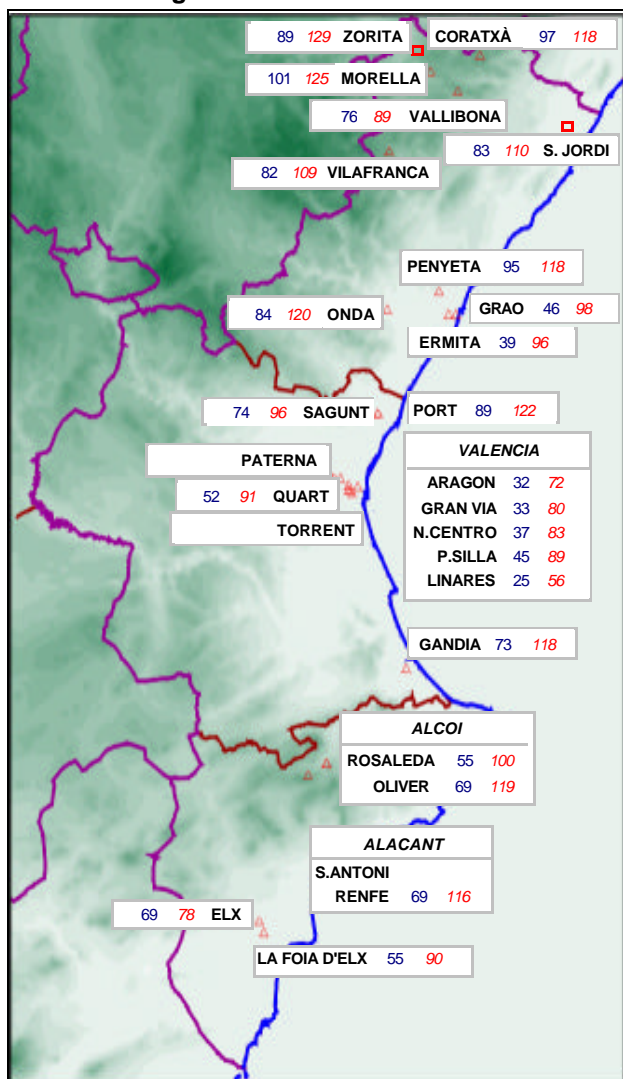 89 129 ZORITA
CORATXÀ 97 118
101 125 MORELLA
76 89 VALLIBONA
83 110 S. JORDI
82 109 VILAFRANCA
PENYETA 95 118
84 120 ONDA
GRAO 46 98
ERMITA 39 96
74 96 SAGUNT
PORT 89 122
PATERNA
52 91 QUART
TORRENT
VALENCIA
ARAGON 32 72
GRAN VIA 33 80
N.CENTRO 37 83
P.SILLA 45 89
LINARES 25 56
GANDIA 73 118
ALCOI
ROSALEDA 55 100
OLIVER 69 119
ALACANT
S.ANTONI
RENFE 69 116
69 78 ELX
LA FOIA D'ELX 55 90